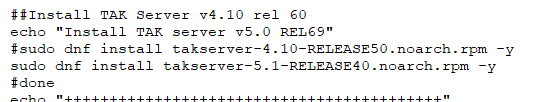 ##Install TAK Server v4.10 rel 60
echo "Install TAK server v5.0 REL69"
#sudo dnf install takserver-4.10-RELEASE50.noarch.rpm -y
sudo dnf install takserver-5.1-RELEASE40.noarch.rpm -y
#done
echo "++++++++++++++++++++++++++++++++++++++++++"